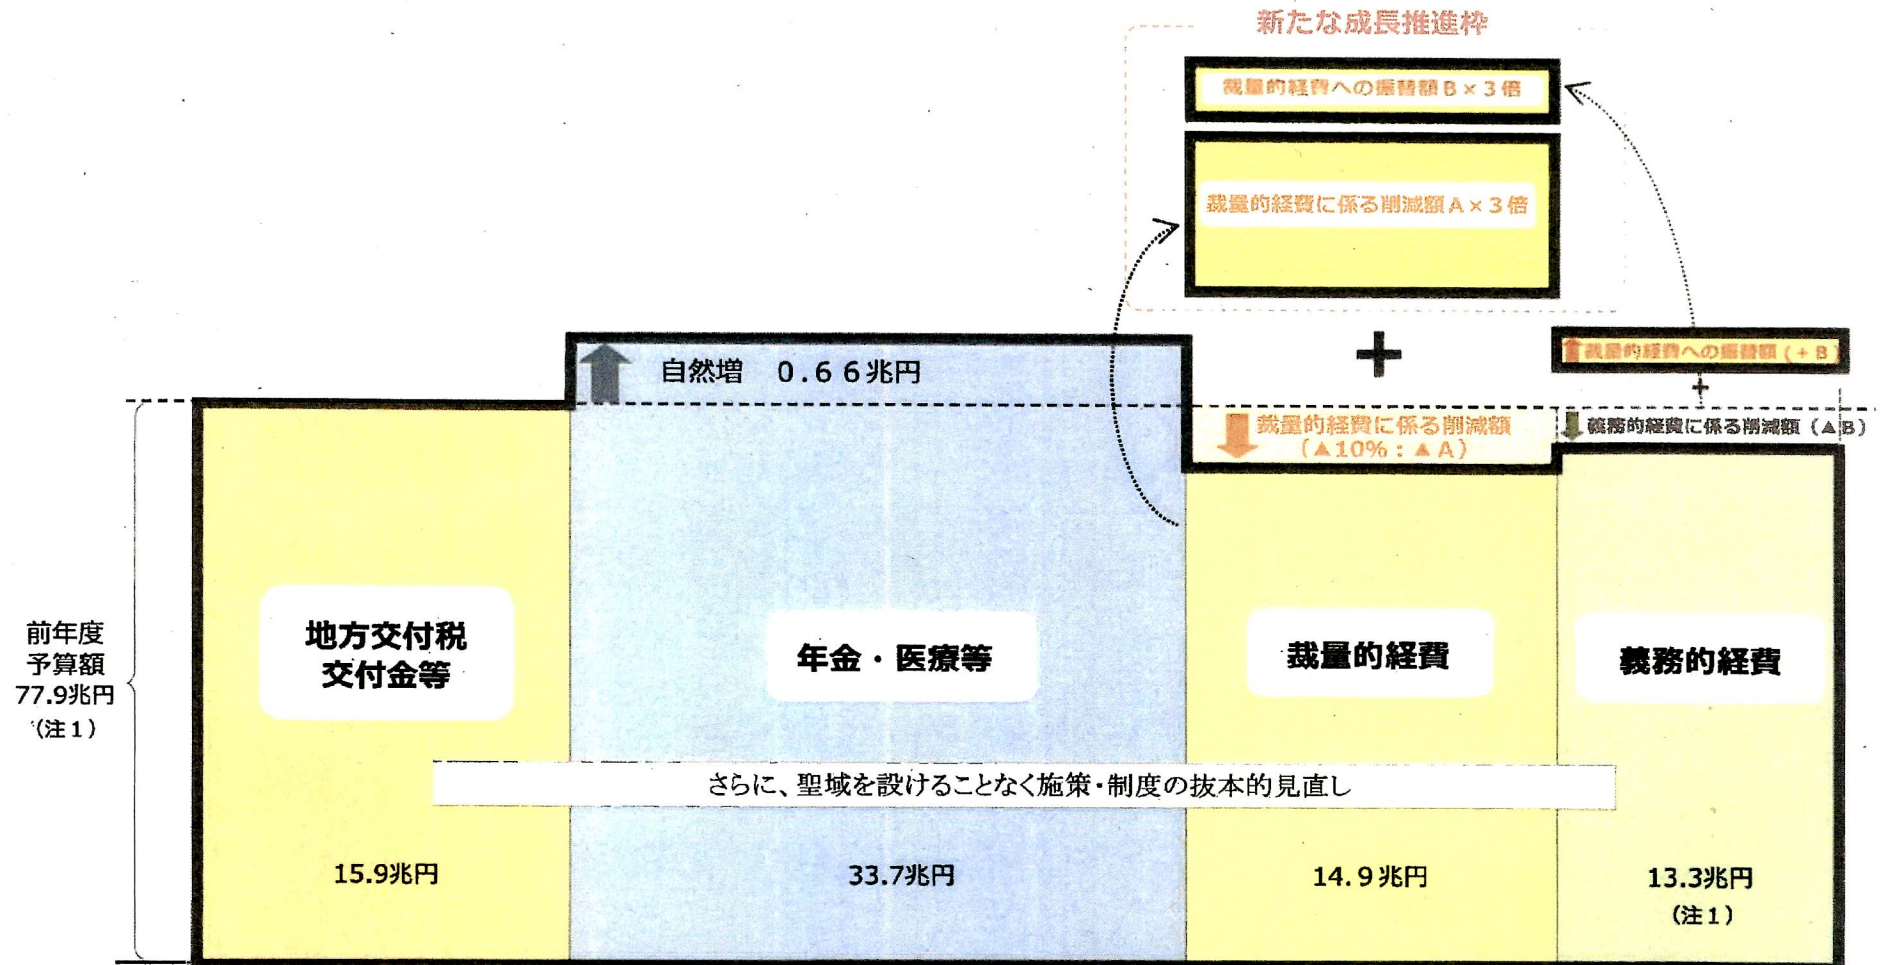 新たな成長推進枠
裁量的経費への振替額B×3倍
裁量的経費に係る削減額A×3倍
+
自然増 0.66兆円
裁量的経費への振替額(+B)
+
裁量的経費に係る削減額
(▲10%:▲A)
義務的経費に係る削減額(▲B)
前年度
予算額
77.9兆円
(注1)
地方交付税
交付金等
年金・医療等
裁量的経費
義務的経費
さらに、聖域を設けることなく施策・制度の抜本的見直し
15.9兆円
33.7兆円
14.9兆円
13.3兆円
(注1)